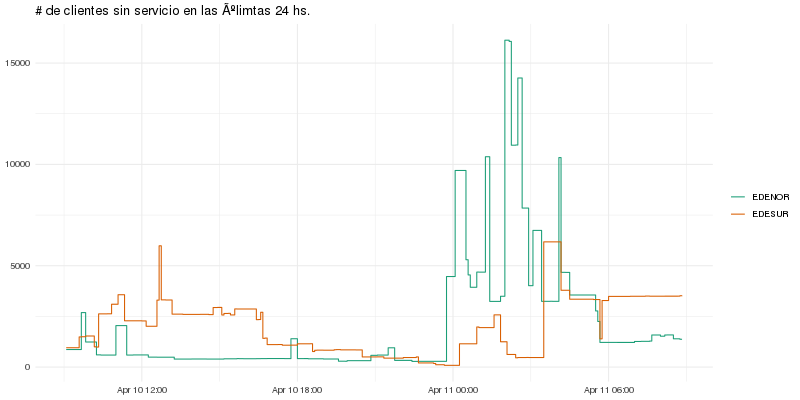 # de clientes sin servicio en las Ãºlimtas 24 hs.
15000
10000
5000
0
Apr 10 12:00
Apr 10 18:00
Apr 11 00:00
Apr 11 06:00
EDENOR
EDESUR